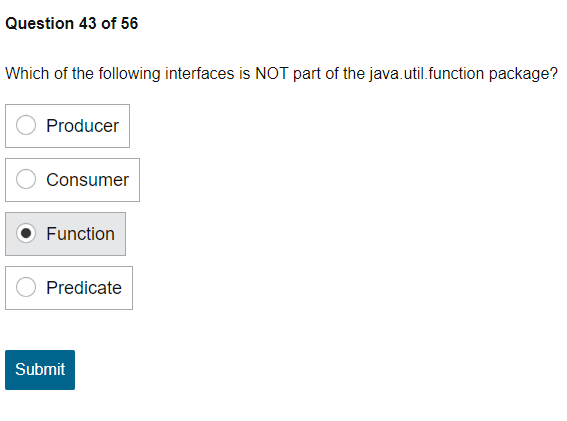 Question 43 of 56
Which of the following interfaces is NOT part of the java.util.function package?
Producer
Consumer
Function
Predicate
Submit